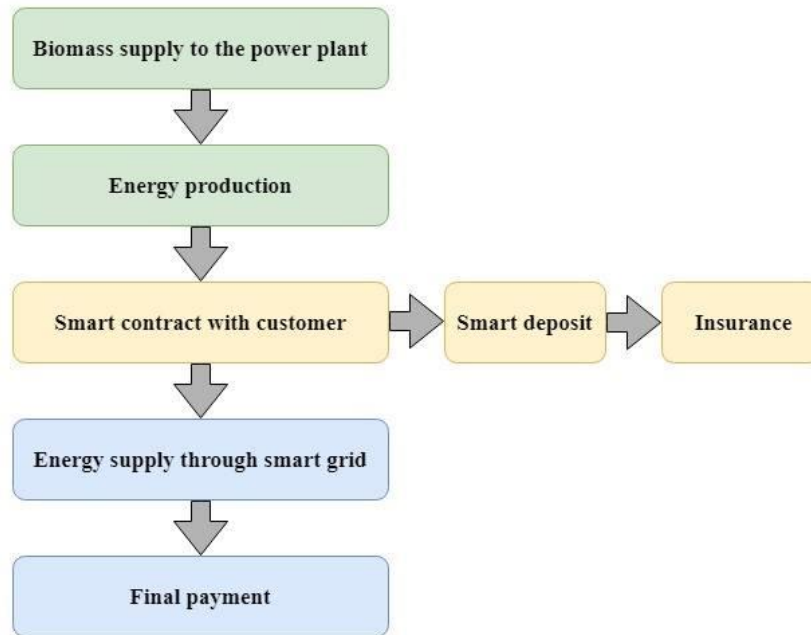 Biomass supply to the power plant
Energy production
Smart contract with customer
Smart deposit
Insurance
Energy supply through smart grid
Final payment